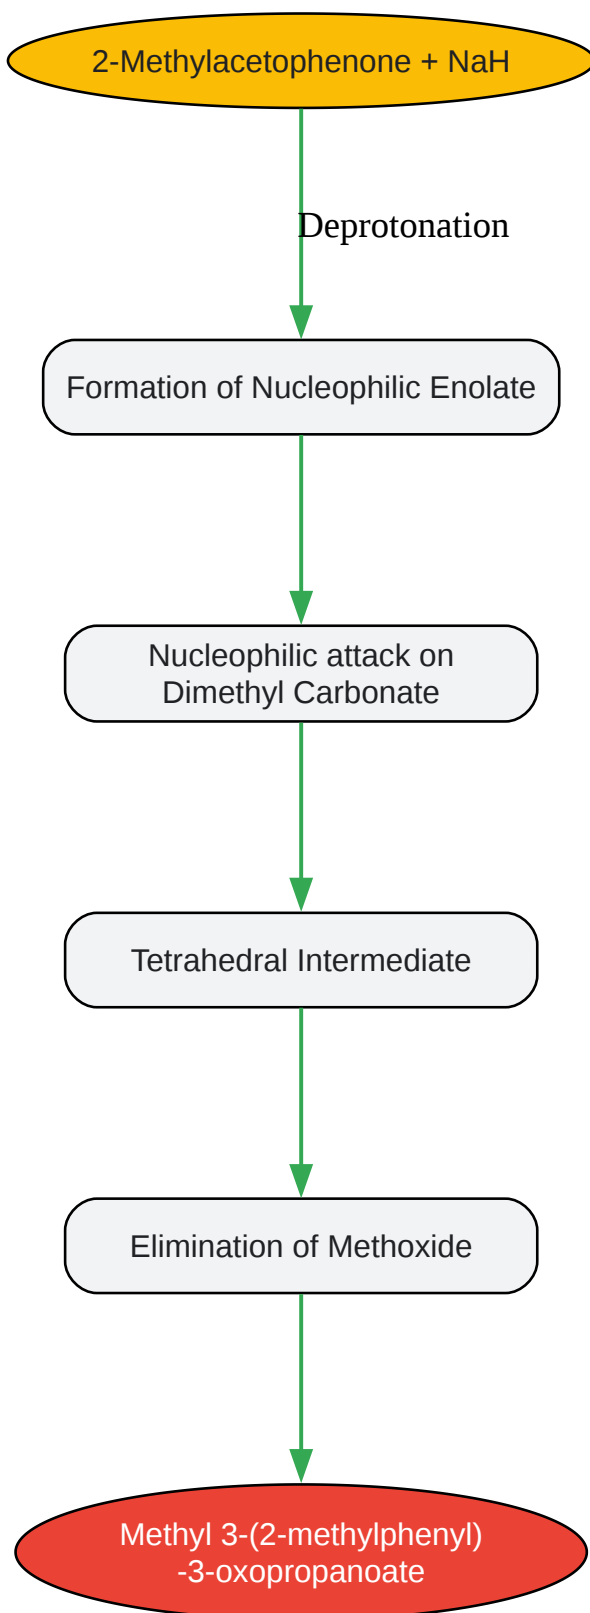 2-Methylacetophenone + NaH
Deprotonation
Formation of Nucleophilic Enolate
Nucleophilic attack on
Dimethyl Carbonate
Tetrahedral Intermediate
Elimination of Methoxide
Methyl 3-(2-methylphenyl)
-3-oxopropanoate